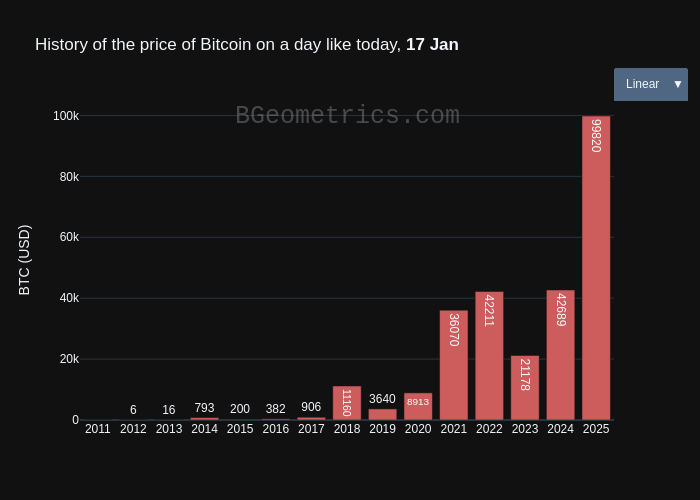 History of the price of Bitcoin on a day like today, 17 Jan
Linear ▼
BGeometrics.com
BTC (USD)
100k
80k
60k
40k
20k
0
6
16
793
200
382
906
11160
3640
8913
36070
42211
21178
42689
99820
2011 2012 2013 2014 2015 2016 2017 2018 2019 2020 2021 2022 2023 2024 2025